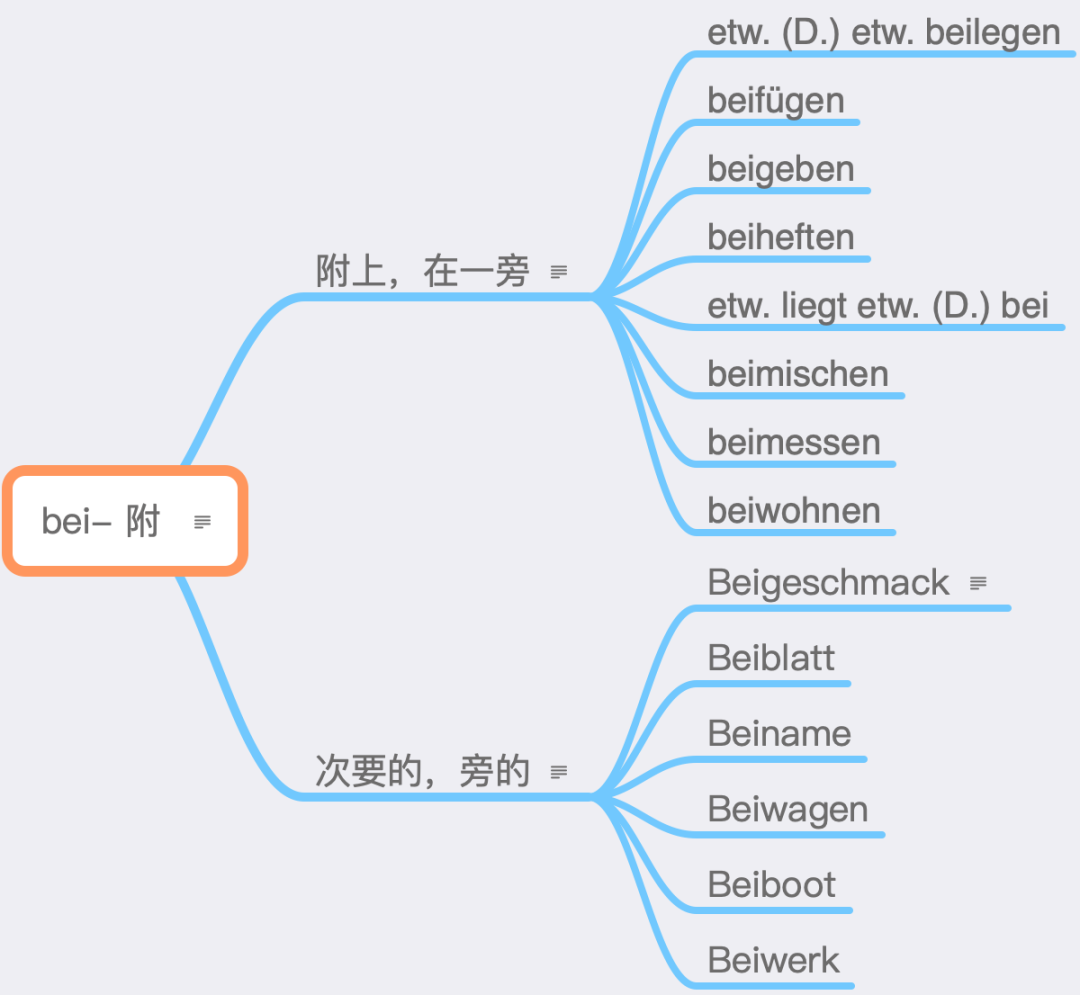 bei– 附
附上，在一旁
etw. (D.) etw. beilegen
beifügen
beigeben
beiheften
etw. liegt etw. (D.) bei
beimischen
beimessen
beiwohnen
次要的，旁的
Beigeschmack
Beiblatt
Beiname
Beiwagen
Beiboot
Beiwerk